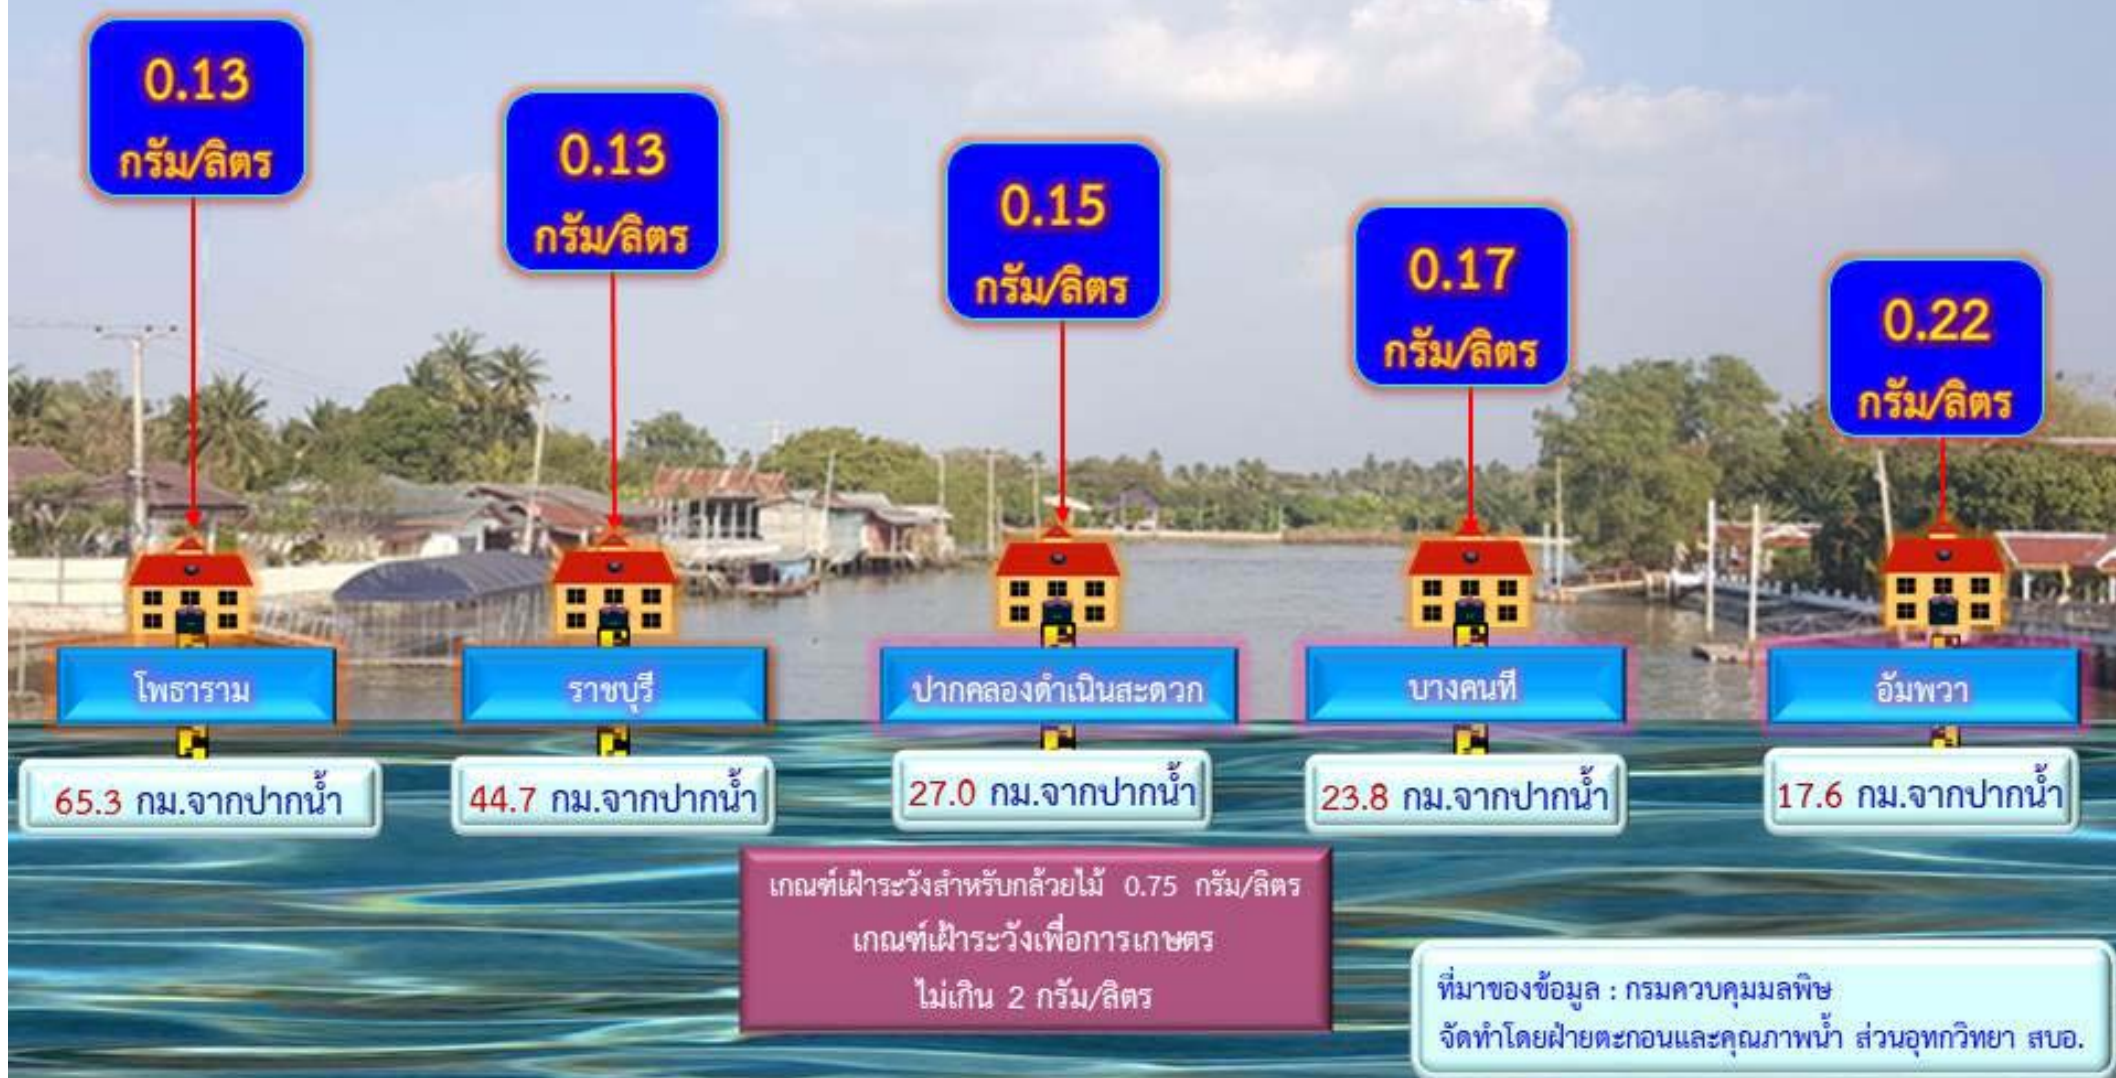 0.13
กรัม/ลิตร
0.13
กรัม/ลิตร
0.15
กรัม/ลิตร
0.17
กรัม/ลิตร
0.22
กรัม/ลิตร
โพธาราม
ราชบุรี
ปากคลองดำเนินสะดวก
บางคนที
อัมพวา
65.3 กม.จากปากน้ำ
44.7 กม.จากปากน้ำ
27.0 กม.จากปากน้ำ
23.8 กม.จากปากน้ำ
17.6 กม.จากปากน้ำ
เกณฑ์เฝ้าระวังสำหรับกล้วยไม้ 0.75 กรัม/ลิตร
เกณฑ์เฝ้าระวังเพื่อการเกษตร
ไม่เกิน 2 กรัม/ลิตร
ที่มาของข้อมูล : กรมควบคุมมลพิษ
จัดทำโดยฝ่ายตะกอนและคุณภาพน้ำ ส่วนอุทกวิทยา สบอ.